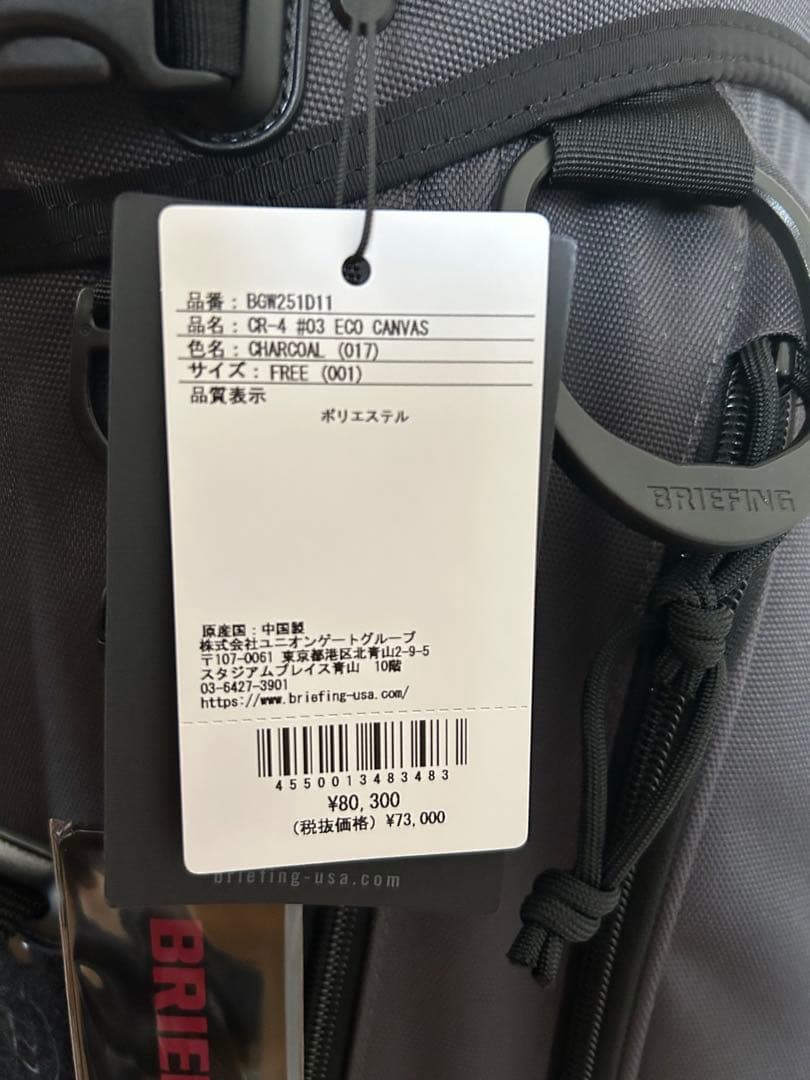 品番：BGW251D11
品名：CR-4 #03 ECO CANVAS
色名：CHARCOAL (017)
サイズ：FREE (001)
品質表示
ポリエステル
原産国：中国製
株式会社ユニオンゲートグループ
〒107-0061 東京都港区北青山2-9-5
スタジアムプレイス青山 10階
03-6427-3901
https://www.briefing-usa.com/
4550013483483
¥80,300
(税抜価格) ¥73,000
briefing-usa.com
BRIEFING
BRIE